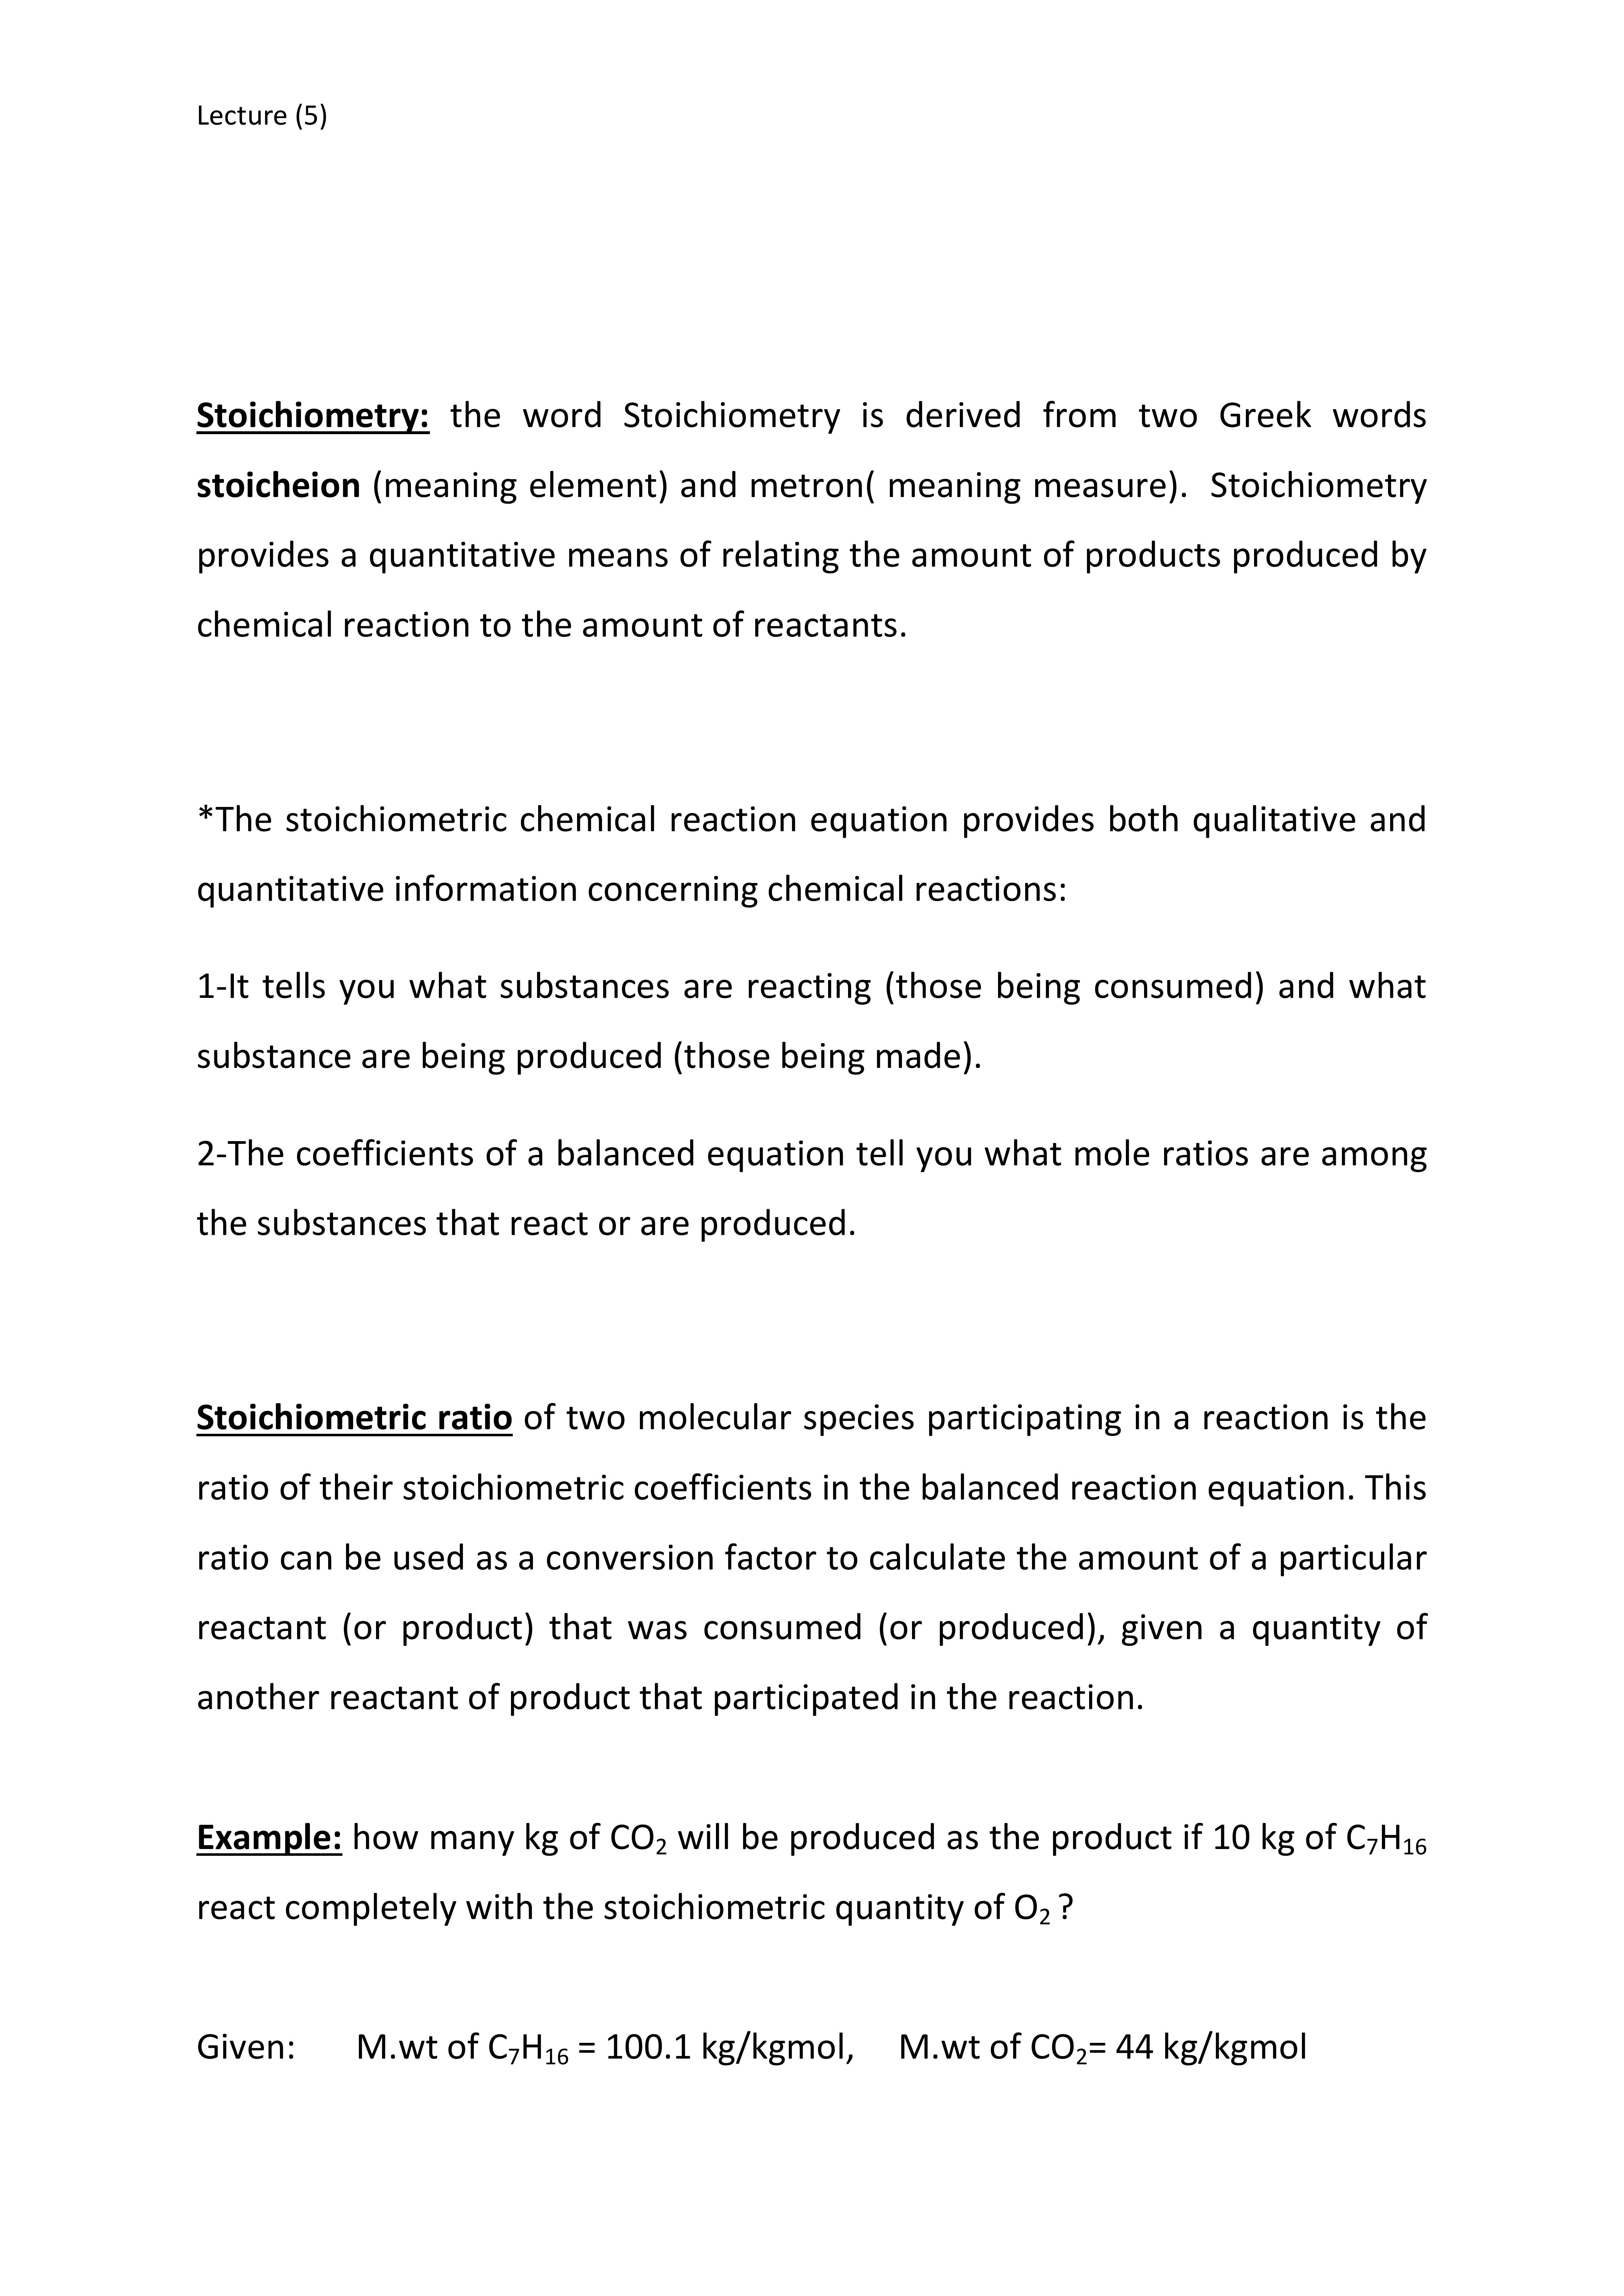 Lecture (5)
Stoichiometry: the word Stoichiometry is derived from two Greek words
stoicheion (meaning element) and metron( meaning measure).  Stoichiometry
provides a quantitative means of relating the amount of products produced by
chemical reaction to the amount of reactants.
*The stoichiometric chemical reaction equation provides both qualitative and
quantitative information concerning chemical reactions:
1-It tells you what substances are reacting (those being consumed) and what
substance are being produced (those being made).
2-The coefficients of a balanced equation tell you what mole ratios are among
the substances that react or are produced.
Stoichiometric ratio of two molecular species participating in a reaction is the
ratio of their stoichiometric coefficients in the balanced reaction equation. This
ratio can be used as a conversion factor to calculate the amount of a particular
reactant (or product) that was consumed (or produced), given a quantity of
another reactant of product that participated in the reaction.
Example: how many kg of CO₂ will be produced as the product if 10 kg of C₇H₁₆
react completely with the stoichiometric quantity of O₂ ?
Given: M.wt of C₇H₁₆ = 100.1 kg/kgmol, M.wt of CO₂= 44 kg/kgmol